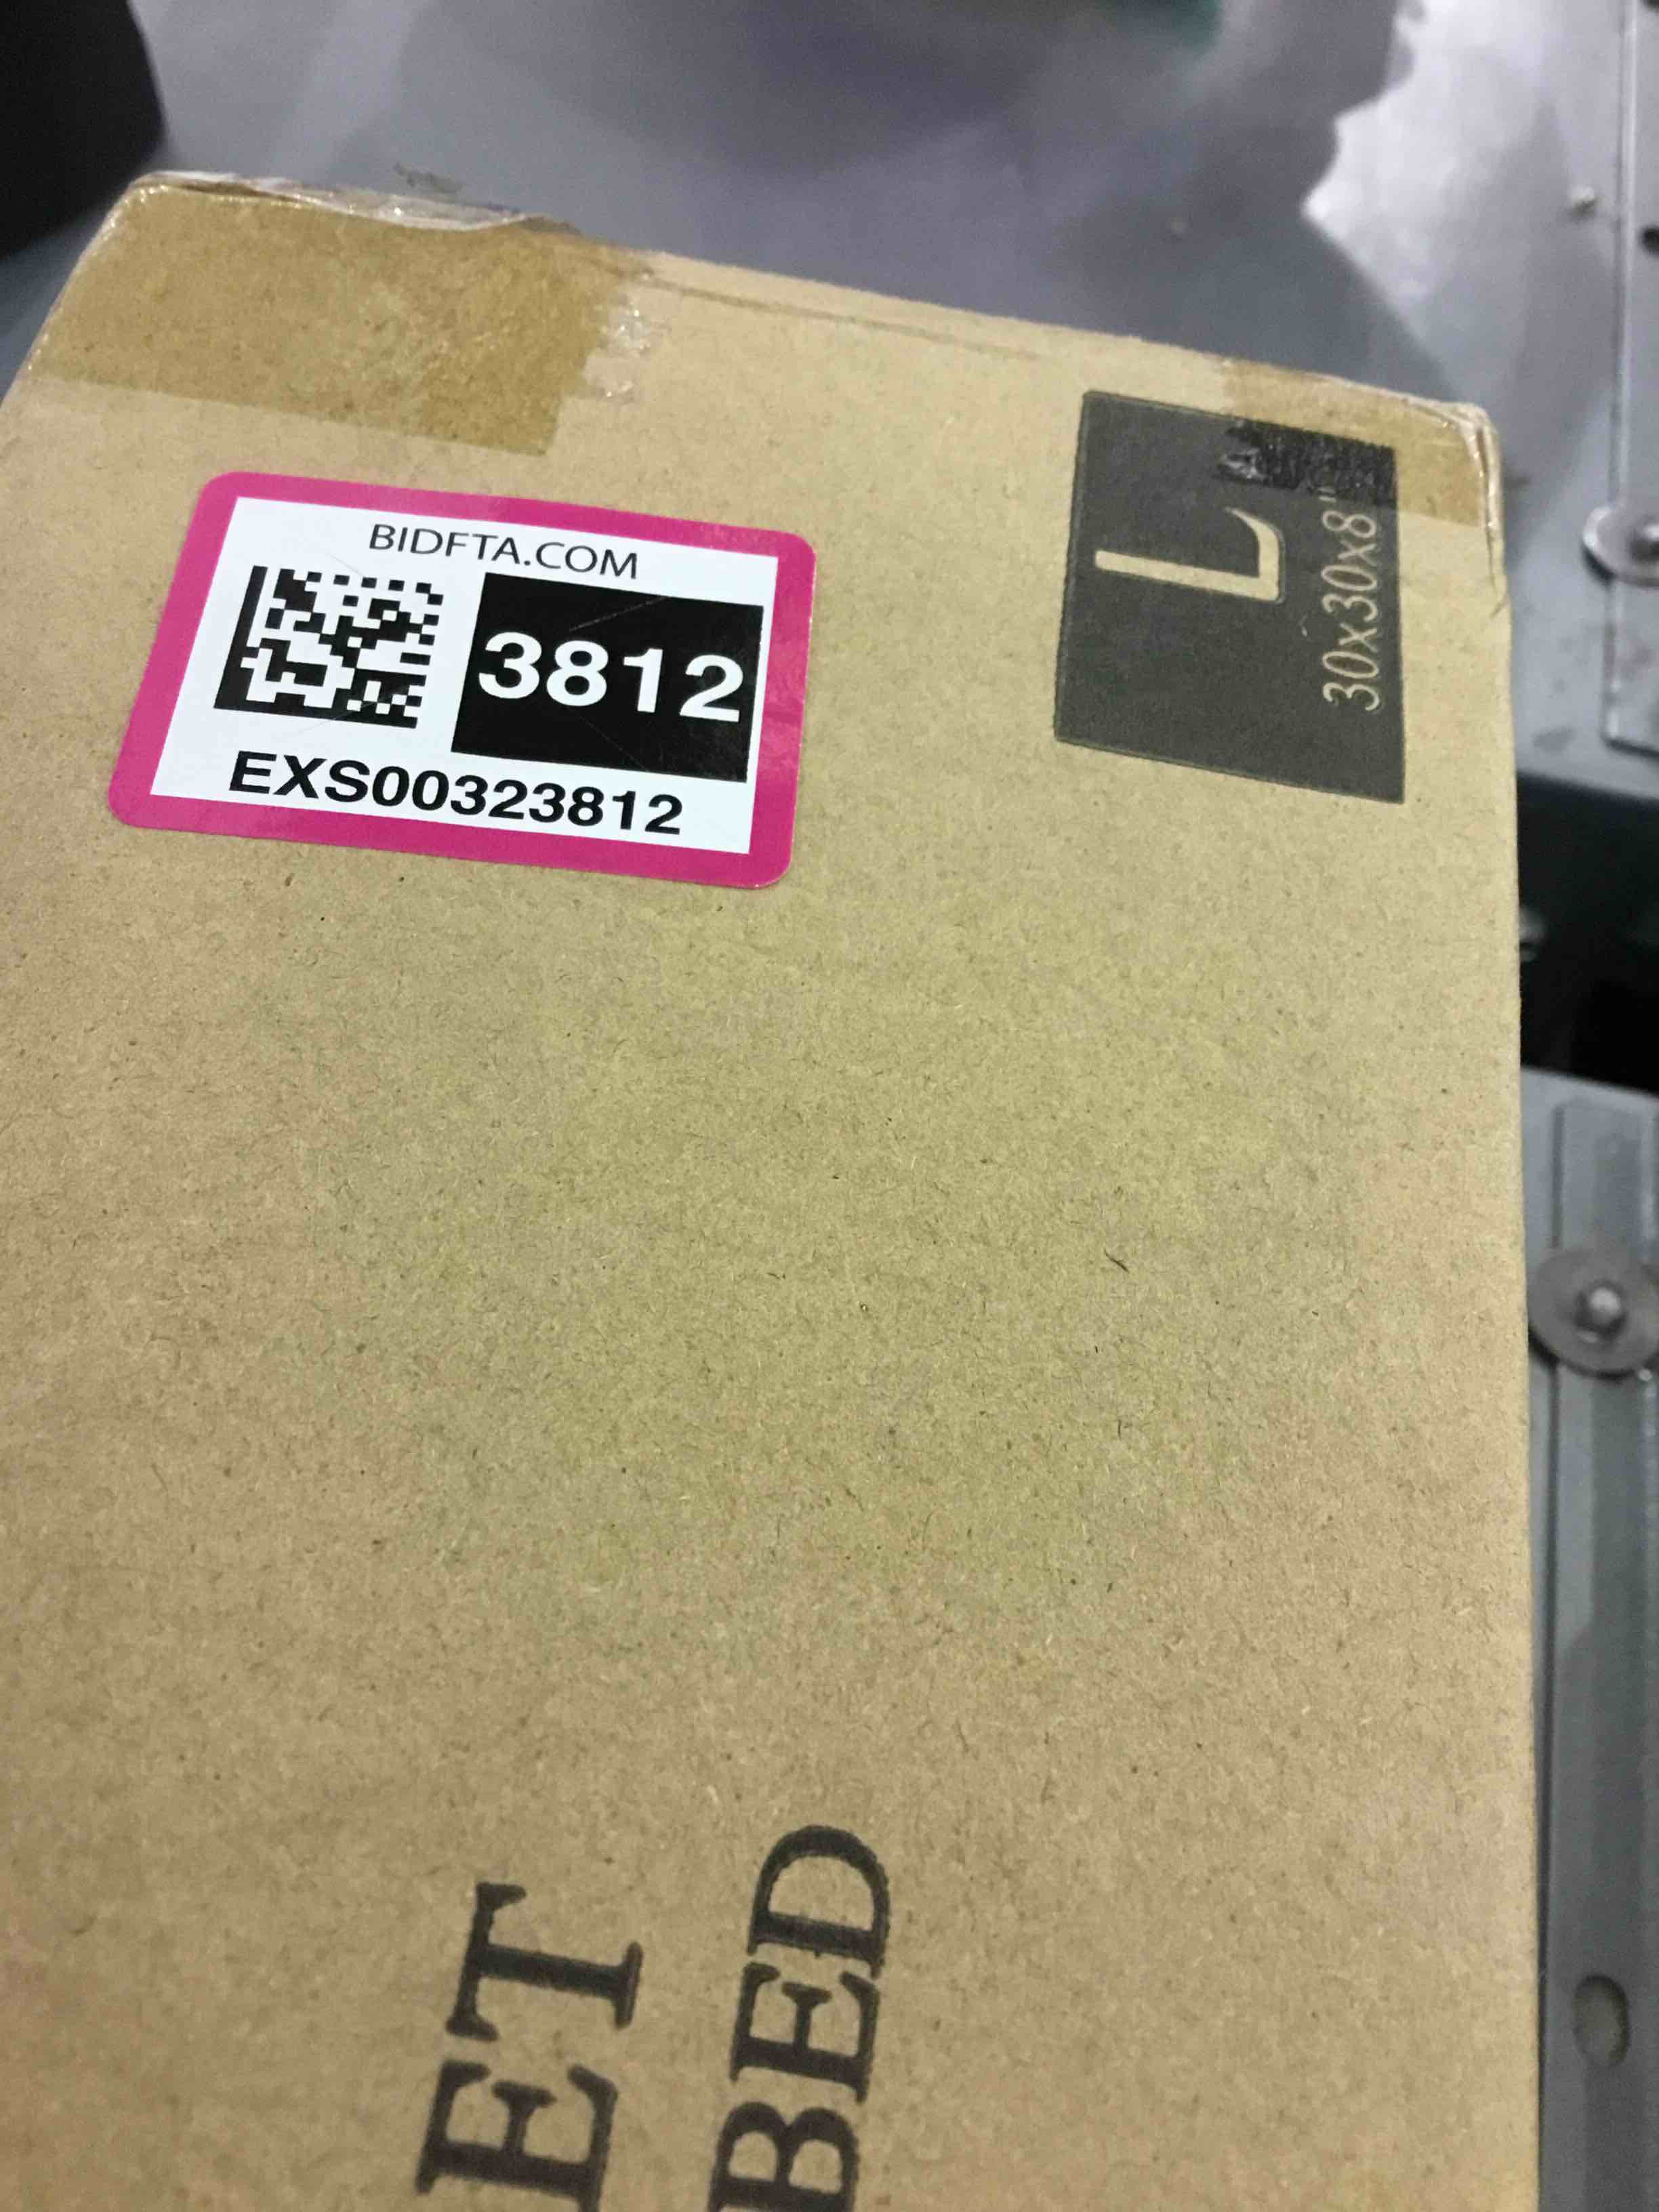 BIDFTA.COM
3812
EXS00323812
L
30x30x8"
ET
BED